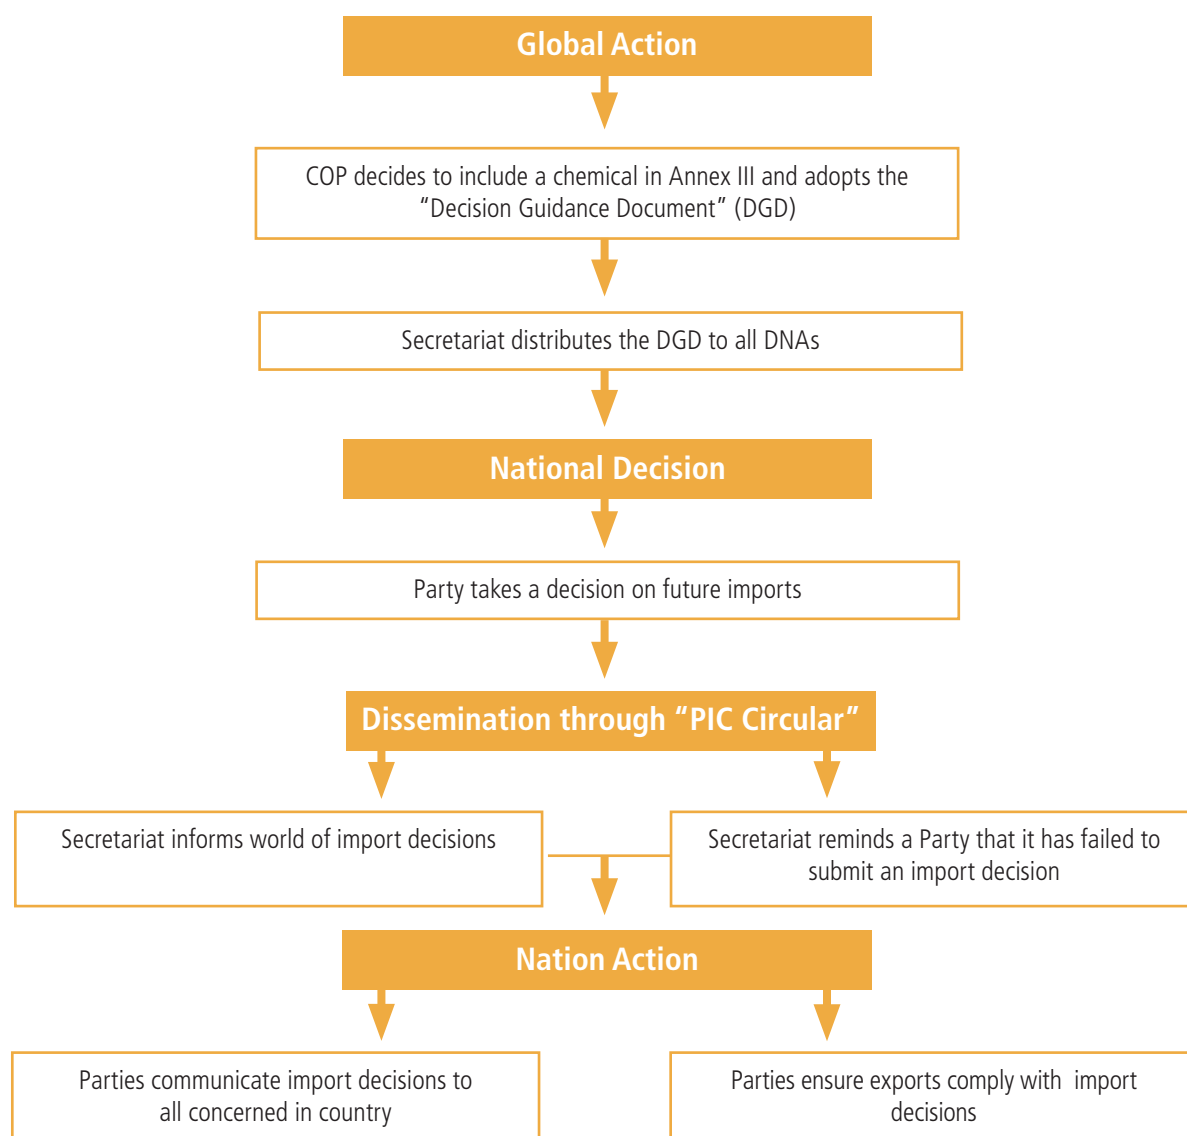 Global Action
COP decides to include a chemical in Annex III and adopts the
“Decision Guidance Document” (DGD)
Secretariat distributes the DGD to all DNAs
National Decision
Party takes a decision on future imports
Dissemination through “PIC Circular”
Secretariat informs world of import decisions
Secretariat reminds a Party that it has failed to
submit an import decision
Nation Action
Parties communicate import decisions to
all concerned in country
Parties ensure exports comply with  import
decisions